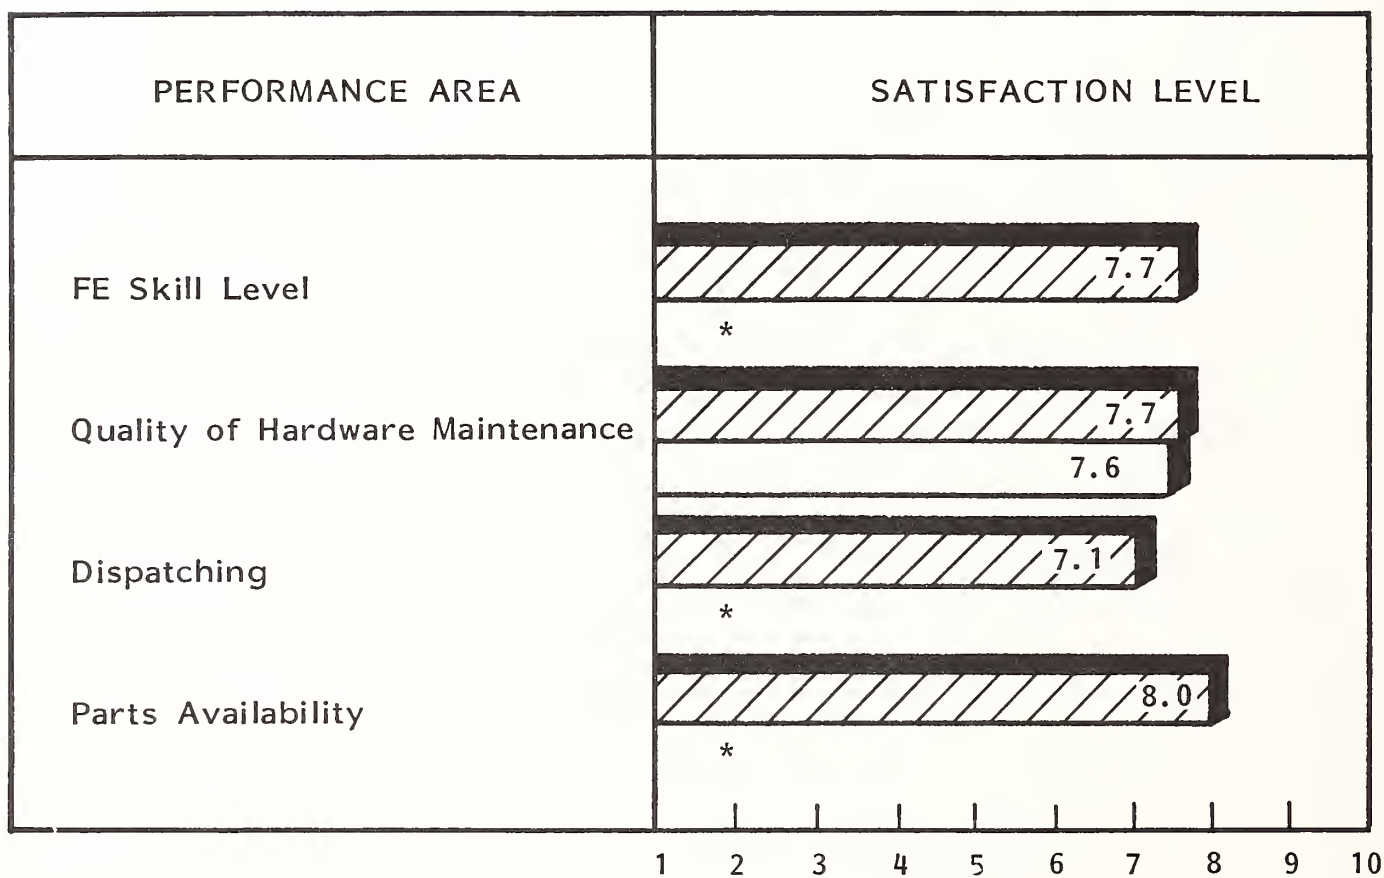 PERFORMANCE AREA SATISFACTION LEVEL
FE Skill Level 7.7
*
Quality of Hardware Maintenance 7.7
7.6
Dispatching 7.1
*
Parts Availability 8.0
*
1 2 3 4 5 6 7 8 9 10